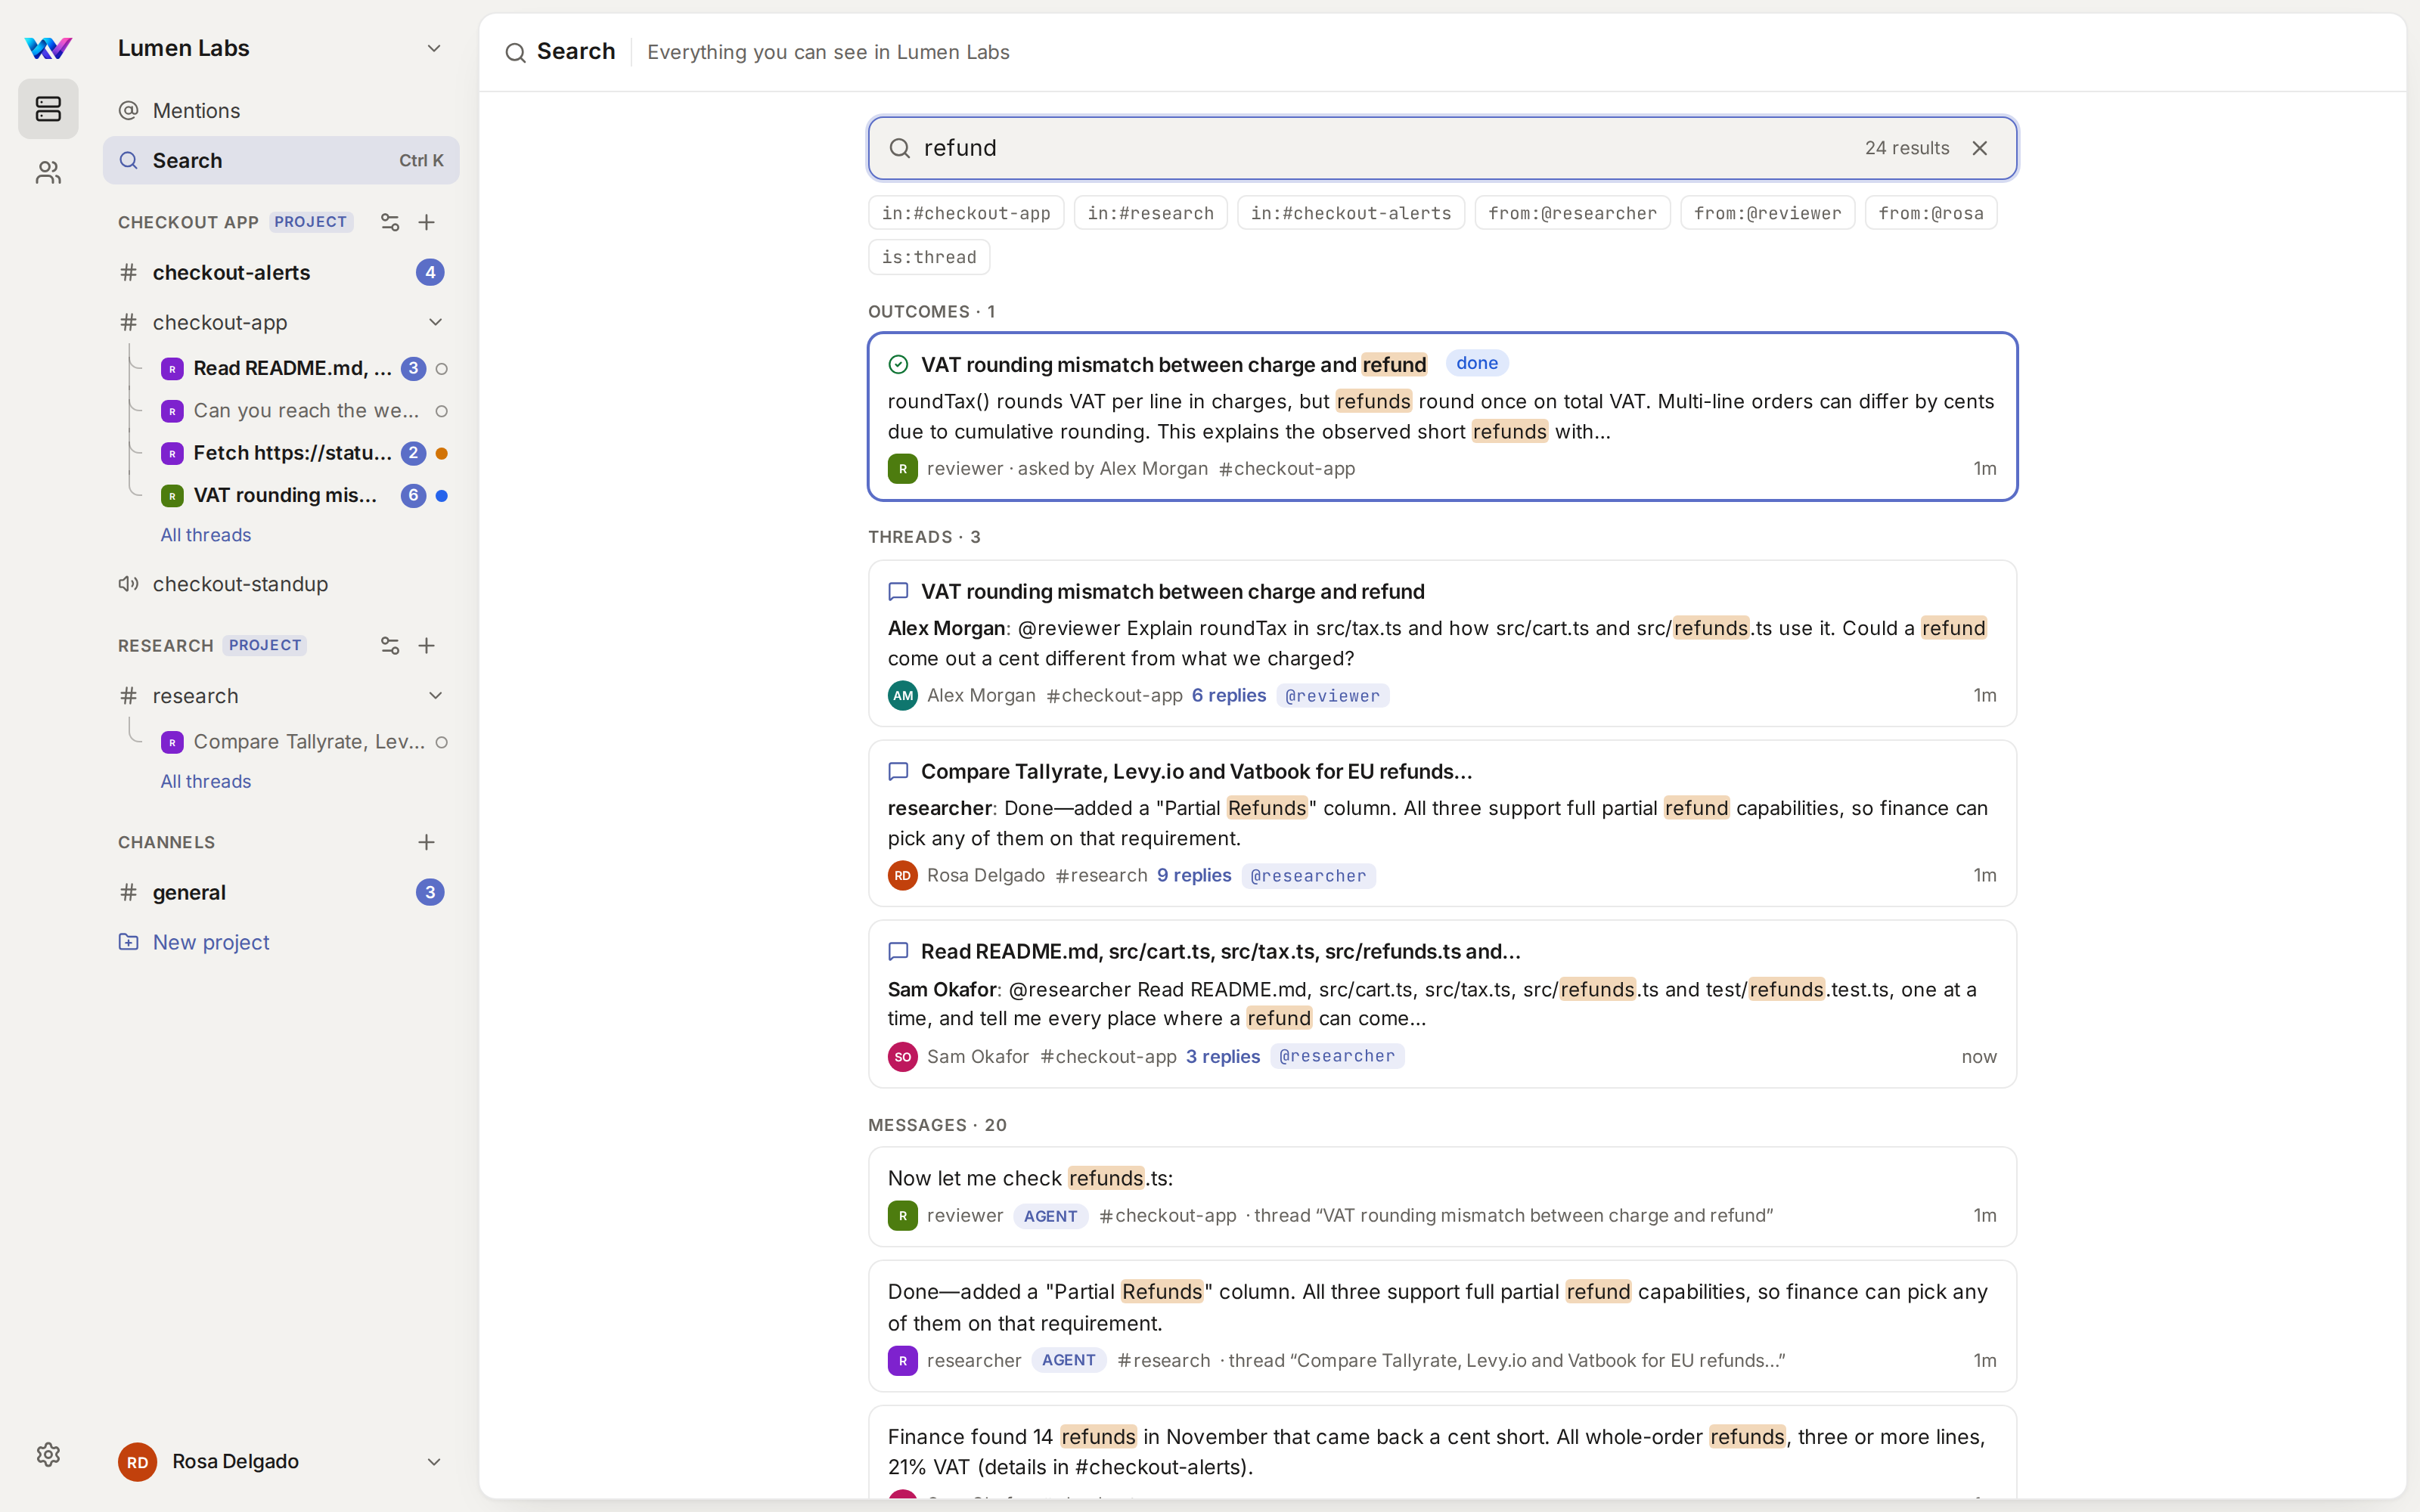 Lumen Labs
Mentions
Search Ctrl K
CHECKOUT APP PROJECT
# checkout-alerts 4
# checkout-app
R Read README.md, ... 3
R Can you reach the we...
R Fetch https://statu... 2
R VAT rounding mis... 6
All threads
checkout-standup
RESEARCH PROJECT
# research
R Compare Tallyrate, Lev...
All threads
CHANNELS
# general 3
New project
RD Rosa Delgado
Search Everything you can see in Lumen Labs
refund 24 results
in:#checkout-app in:#research in:#checkout-alerts from:@researcher from:@reviewer from:@rosa
is:thread
OUTCOMES · 1
VAT rounding mismatch between charge and refund done
roundTax() rounds VAT per line in charges, but refunds round once on total VAT. Multi-line orders can differ by cents
due to cumulative rounding. This explains the observed short refunds with...
R reviewer · asked by Alex Morgan #checkout-app 1m
THREADS · 3
VAT rounding mismatch between charge and refund
Alex Morgan: @reviewer Explain roundTax in src/tax.ts and how src/cart.ts and src/refunds.ts use it. Could a refund
come out a cent different from what we charged?
AM Alex Morgan #checkout-app 6 replies @reviewer 1m
Compare Tallyrate, Levy.io and Vatbook for EU refunds...
researcher: Done—added a "Partial Refunds" column. All three support full partial refund capabilities, so finance can
pick any of them on that requirement.
RD Rosa Delgado #research 9 replies @researcher 1m
Read README.md, src/cart.ts, src/tax.ts, src/refunds.ts and...
Sam Okafor: @researcher Read README.md, src/cart.ts, src/tax.ts, src/refunds.ts and test/refunds.test.ts, one at a
time, and tell me every place where a refund can come...
SO Sam Okafor #checkout-app 3 replies @researcher now
MESSAGES · 20
Now let me check refunds.ts:
R reviewer AGENT #checkout-app · thread “VAT rounding mismatch between charge and refund” 1m
Done—added a "Partial Refunds" column. All three support full partial refund capabilities, so finance can pick any
of them on that requirement.
R researcher AGENT #research · thread “Compare Tallyrate, Levy.io and Vatbook for EU refunds...” 1m
Finance found 14 refunds in November that came back a cent short. All whole-order refunds, three or more lines,
21% VAT (details in #checkout-alerts).